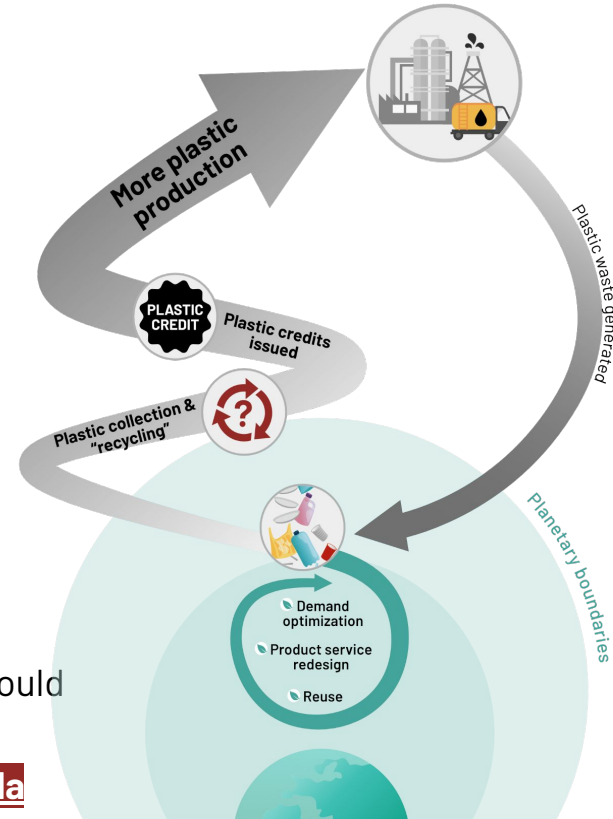 More plastic
production
Plastic waste generated
PLASTIC
CREDIT
Plastic credits
issued
?
Plastic collection &
“recycling”
Planetary boundaries
Demand
optimization
Product service
redesign
Reuse
ould
la